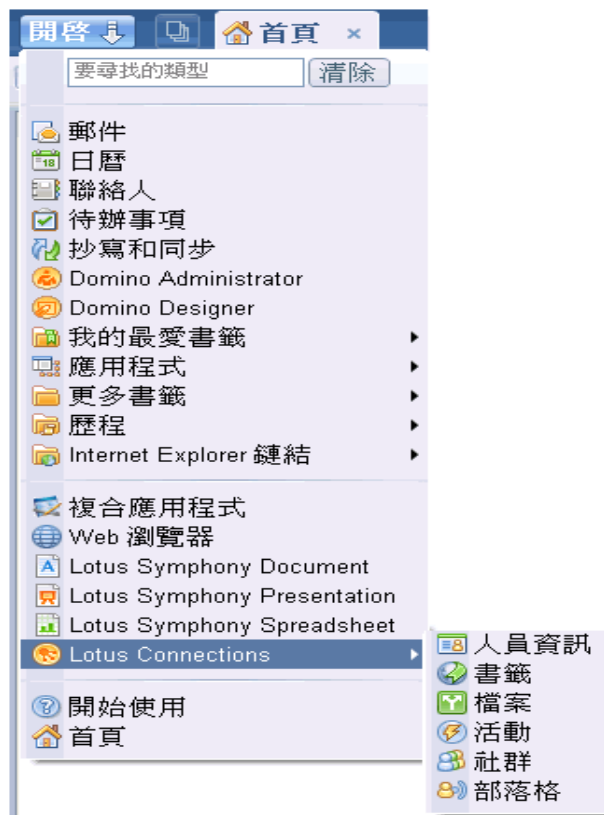 開啓
首頁 ×
要尋找的類型 清除
郵件
18 日曆
聯絡人
待辦事項
抄寫和同步
Domino Administrator
Domino Designer
我的最愛書籤
應用程式
更多書籤
歷程
Internet Explorer 鏈結
複合應用程式
Web 瀏覽器
Lotus Symphony Document
Lotus Symphony Presentation
Lotus Symphony Spreadsheet
Lotus Connections
人員資訊
書籤
檔案
活動
社群
部落格
開始使用
首頁